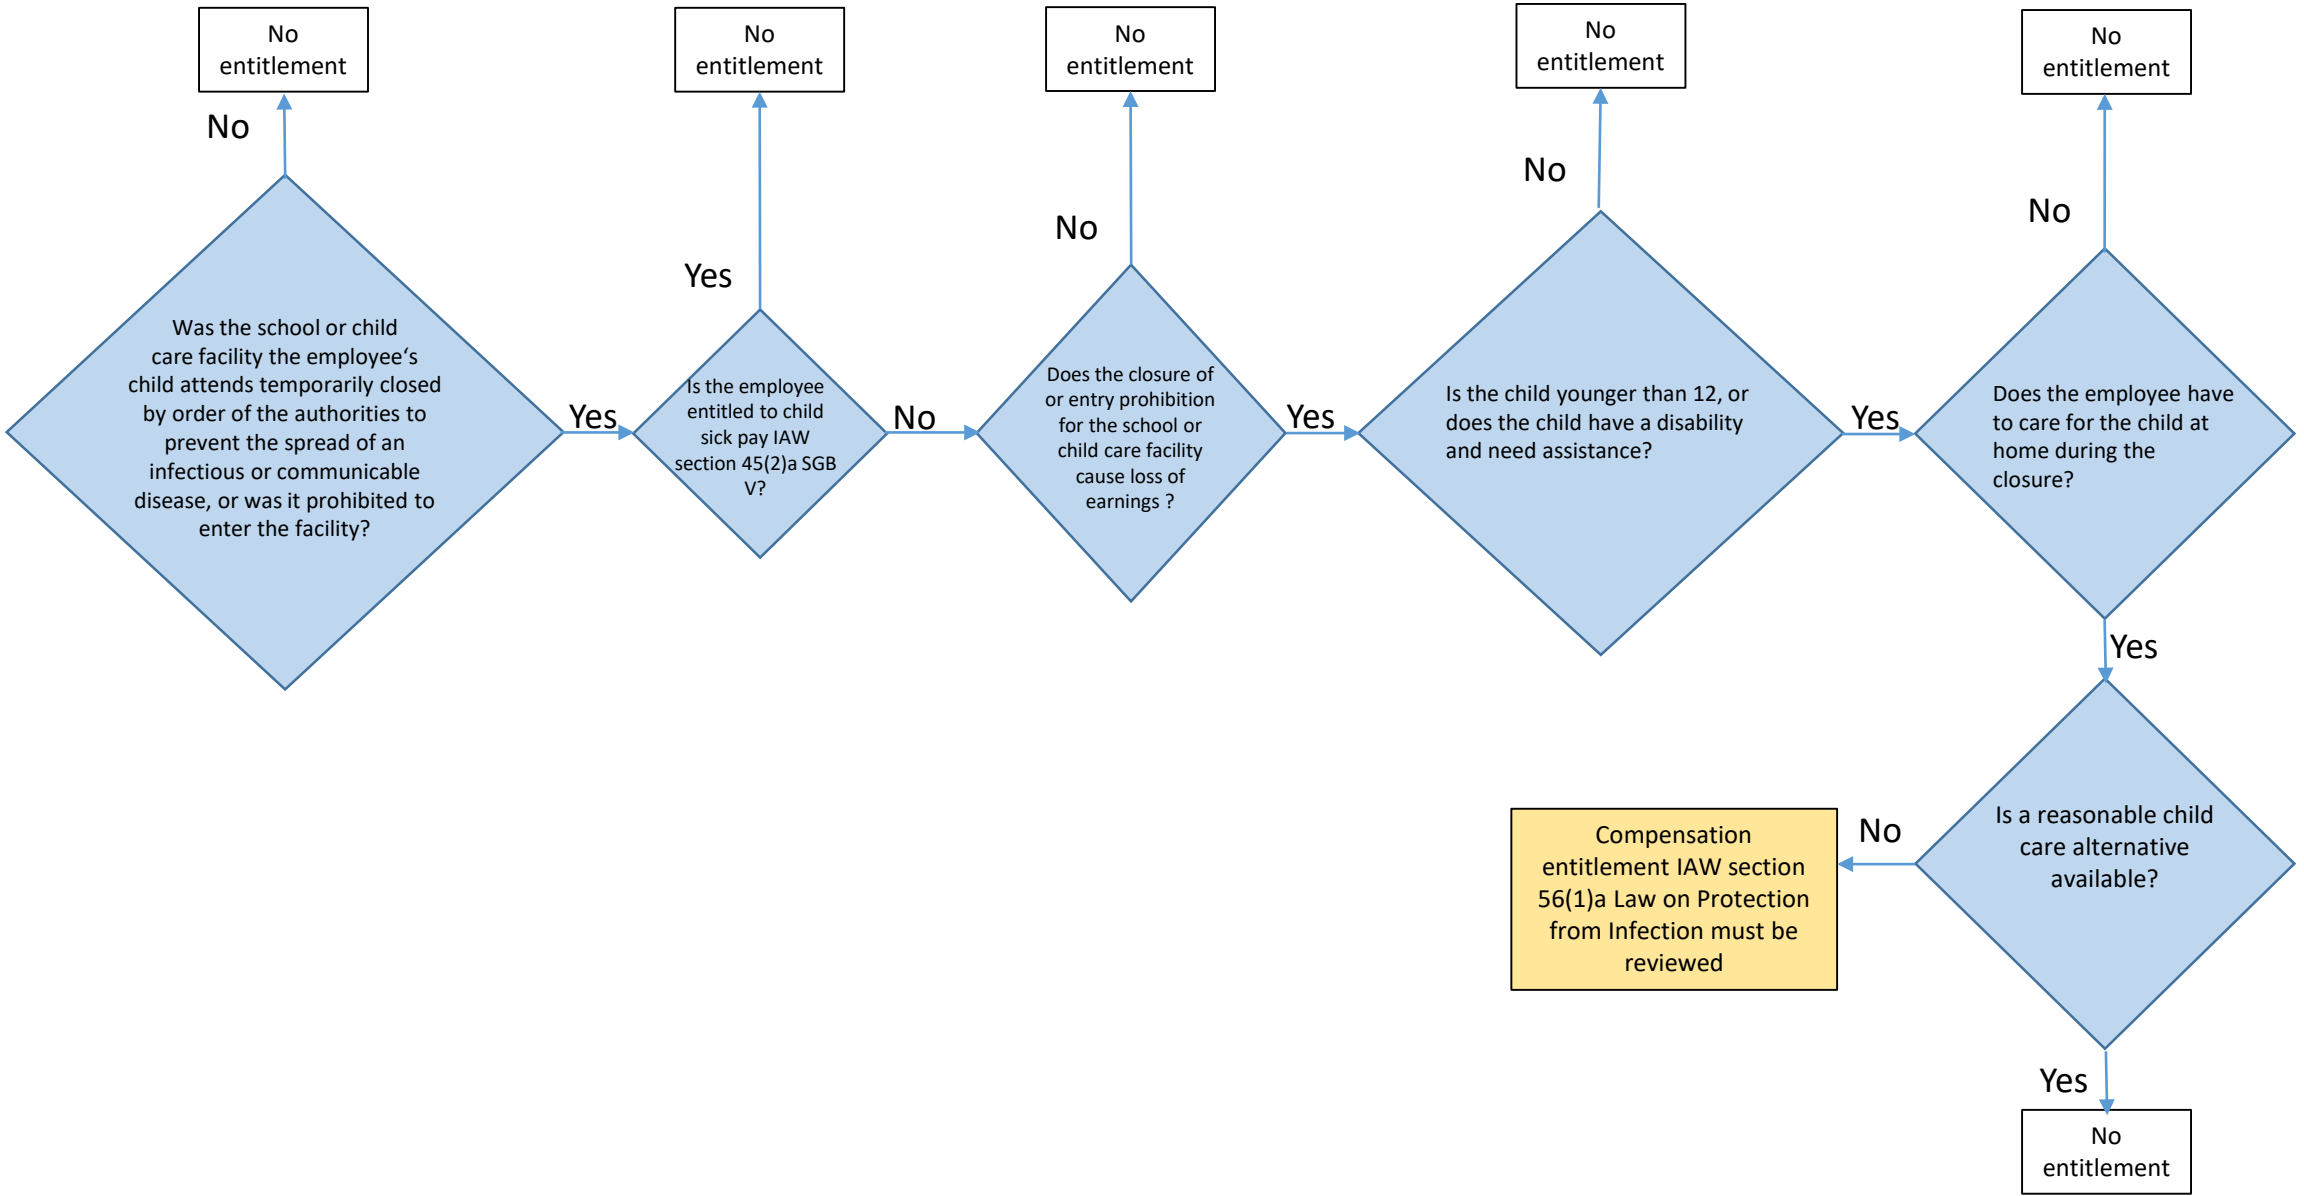 No
entitlement
No
entitlement
No
entitlement
No
entitlement
No
entitlement
No
Yes
No
No
No
Was the school or child
care facility the employee‘s
child attends temporarily closed
by order of the authorities to
prevent the spread of an
infectious or communicable
disease, or was it prohibited to
enter the facility?
Yes
Is the employee
entitled to child
sick pay IAW
section 45(2)a SGB
V?
No
Does the closure of
or entry prohibition
for the school or
child care facility
cause loss of
earnings ?
Yes
Is the child younger than 12, or
does the child have a disability
and need assistance?
Yes
Does the employee have
to care for the child at
home during the
closure?
Yes
Is a reasonable child
care alternative
available?
No
Compensation
entitlement IAW section
56(1)a Law on Protection
from Infection must be
reviewed
Yes
No
entitlement